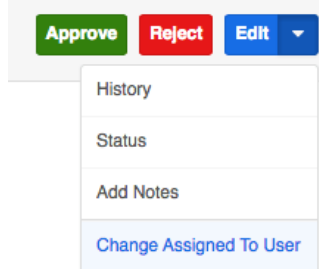 Approve Reject Edit
History
Status
Add Notes
Change Assigned To User